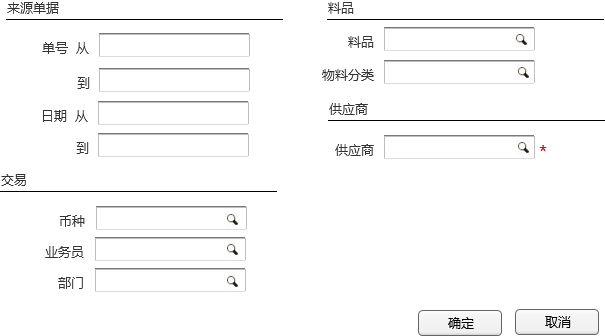 来源单据
单号 从
到
日期 从
到
交易
币种
业务员
部门
料品
料品
物料分类
供应商
供应商 *
确定 取消